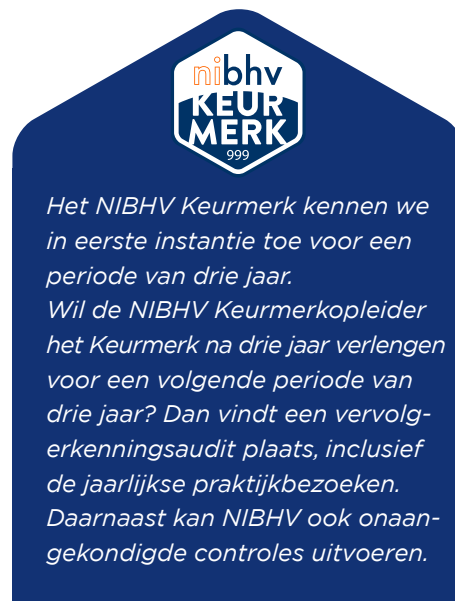 nibhv
KEUR
MERK
999
Het NIBHV Keurmerk kennen we
in eerste instantie toe voor een
periode van drie jaar.
Wil de NIBHV Keurmerkopleider
het Keurmerk na drie jaar verlengen
voor een volgende periode van
drie jaar? Dan vindt een vervolg-
erkenningsaudit plaats, inclusief
de jaarlijkse praktijkbezoeken.
Daarnaast kan NIBHV ook onaan-
gekondigde controles uitvoeren.